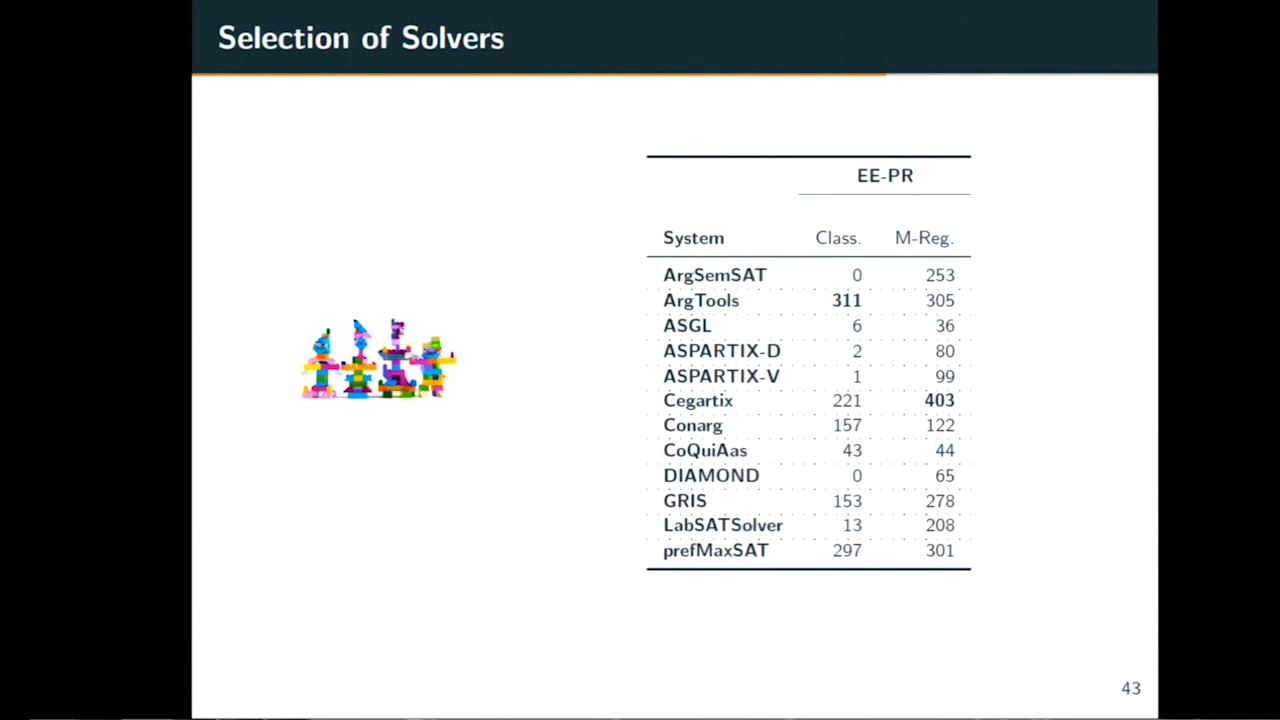 Selection of Solvers
EE-PR
System Class. M-Reg.
ArgSemSAT 0 253
ArgTools 311 305
ASGL 6 36
ASPARTIX-D 2 80
ASPARTIX-V 1 99
Cegartix 221 403
Conarg 157 122
CoQuiAas 43 44
DIAMOND 0 65
GRIS 153 278
LabSATSolver 13 208
prefMaxSAT 297 301
43